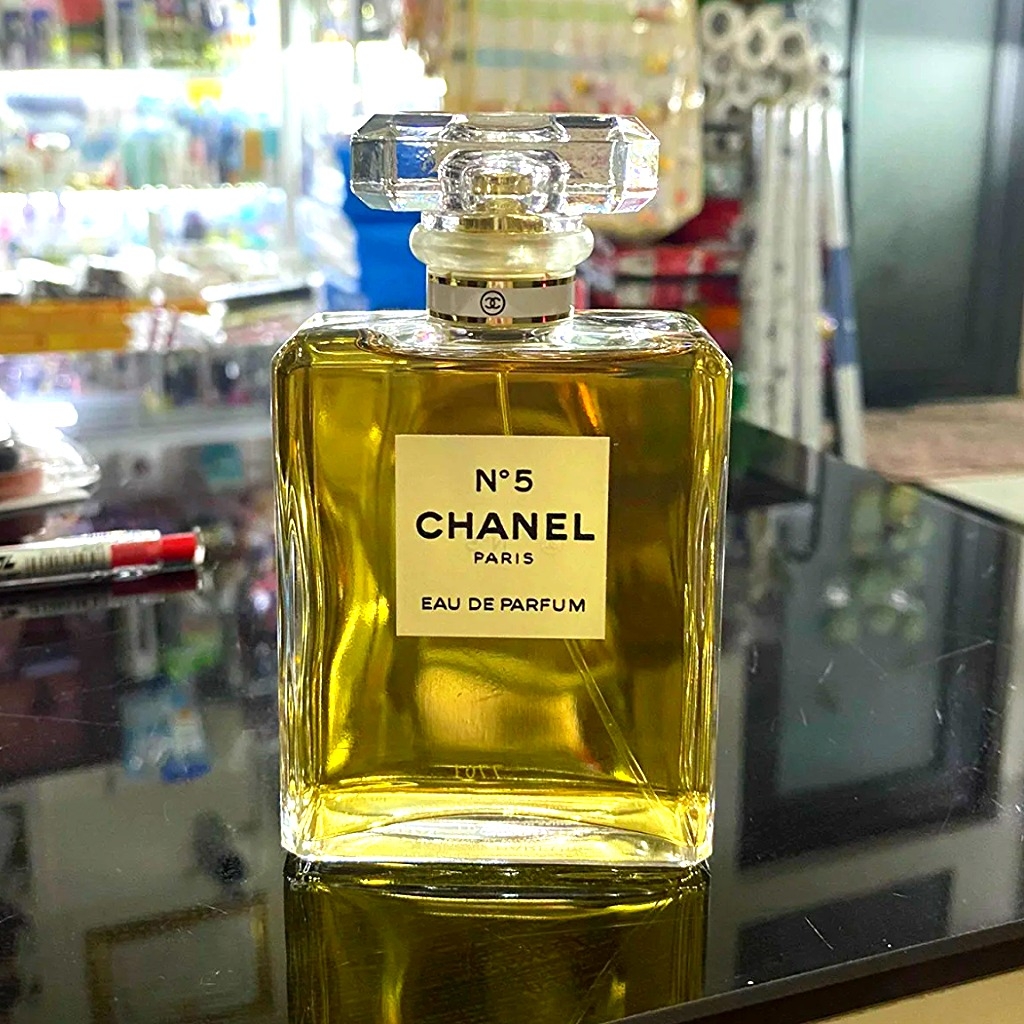 N°5
CHANEL
PARIS
EAU DE PARFUM